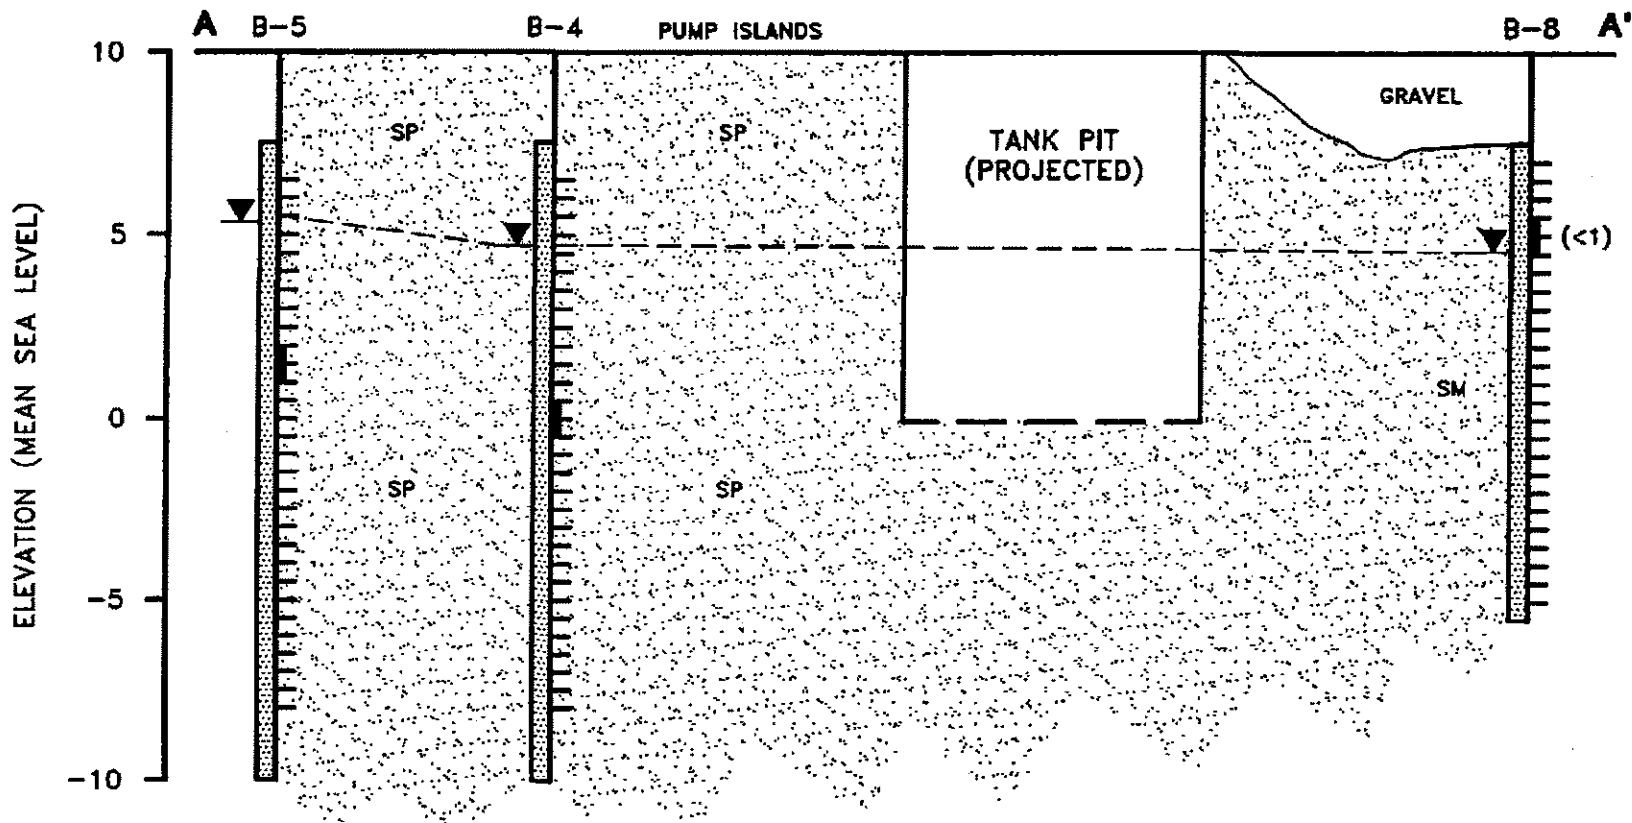 A B-5 B-4 PUMP ISLANDS B-8 A'
10
GRAVEL
SP SP
TANK PIT
(PROJECTED)
5
(<1)
SM
0
SP SP
-5
-10
ELEVATION (MEAN SEA LEVEL)